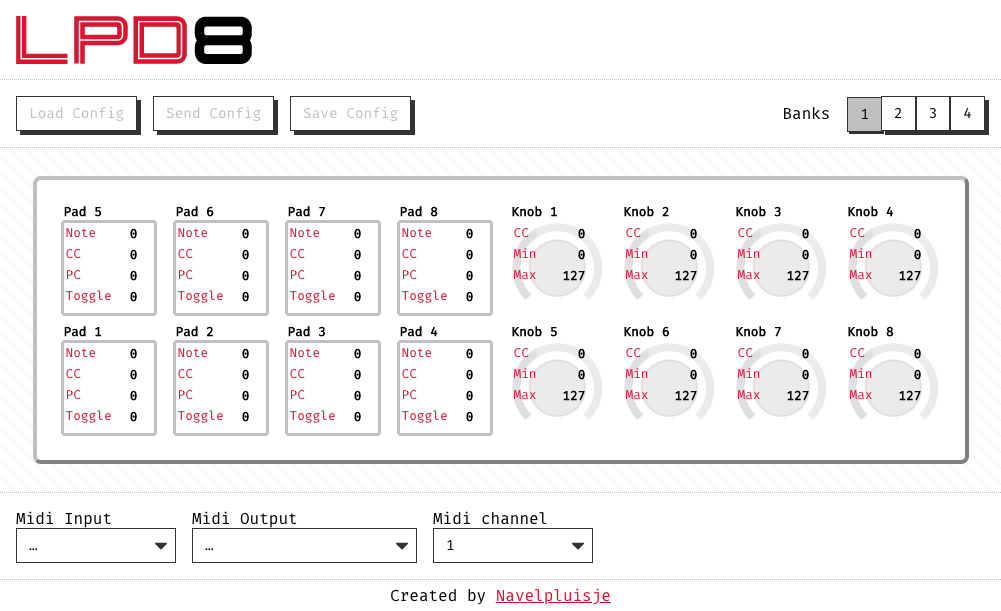 LPD8
Load Config Send Config Save Config Banks 1 2 3 4
Pad 5 Pad 6 Pad 7 Pad 8 Knob 1 Knob 2 Knob 3 Knob 4
Note 0 Note 0 Note 0 Note 0 CC 0 CC 0 CC 0 CC 0
CC 0 CC 0 CC 0 CC 0 Min 0 Min 0 Min 0 Min 0
PC 0 PC 0 PC 0 PC 0 Max 127 Max 127 Max 127 Max 127
Toggle 0 Toggle 0 Toggle 0 Toggle 0
Pad 1 Pad 2 Pad 3 Pad 4 Knob 5 Knob 6 Knob 7 Knob 8
Note 0 Note 0 Note 0 Note 0 CC 0 CC 0 CC 0 CC 0
CC 0 CC 0 CC 0 CC 0 Min 0 Min 0 Min 0 Min 0
PC 0 PC 0 PC 0 PC 0 Max 127 Max 127 Max 127 Max 127
Toggle 0 Toggle 0 Toggle 0 Toggle 0
Midi Input Midi Output Midi channel
… … 1
Created by Navelpluisje